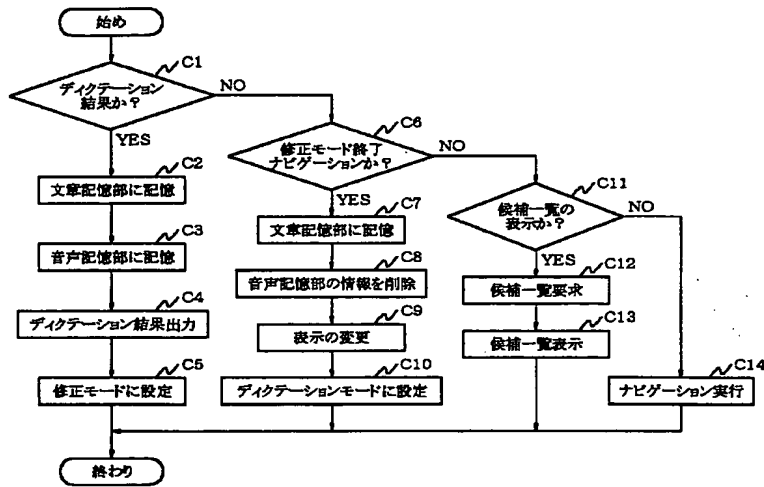 始め
C1
ディクテーション
結果か?
NO
YES
C2
文章記憶部に記憶
C3
音声記憶部に記憶
C4
ディクテーション結果出力
C5
修正モードに設定
C6
修正モード終了
ナビゲーションか?
NO
YES
C7
文章記憶部に記憶
C8
音声記憶部の情報を削除
C9
表示の変更
C10
ディクテーションモードに設定
C11
候補一覧の
表示か?
NO
YES
C12
候補一覧要求
C13
候補一覧表示
C14
ナビゲーション実行
終わり